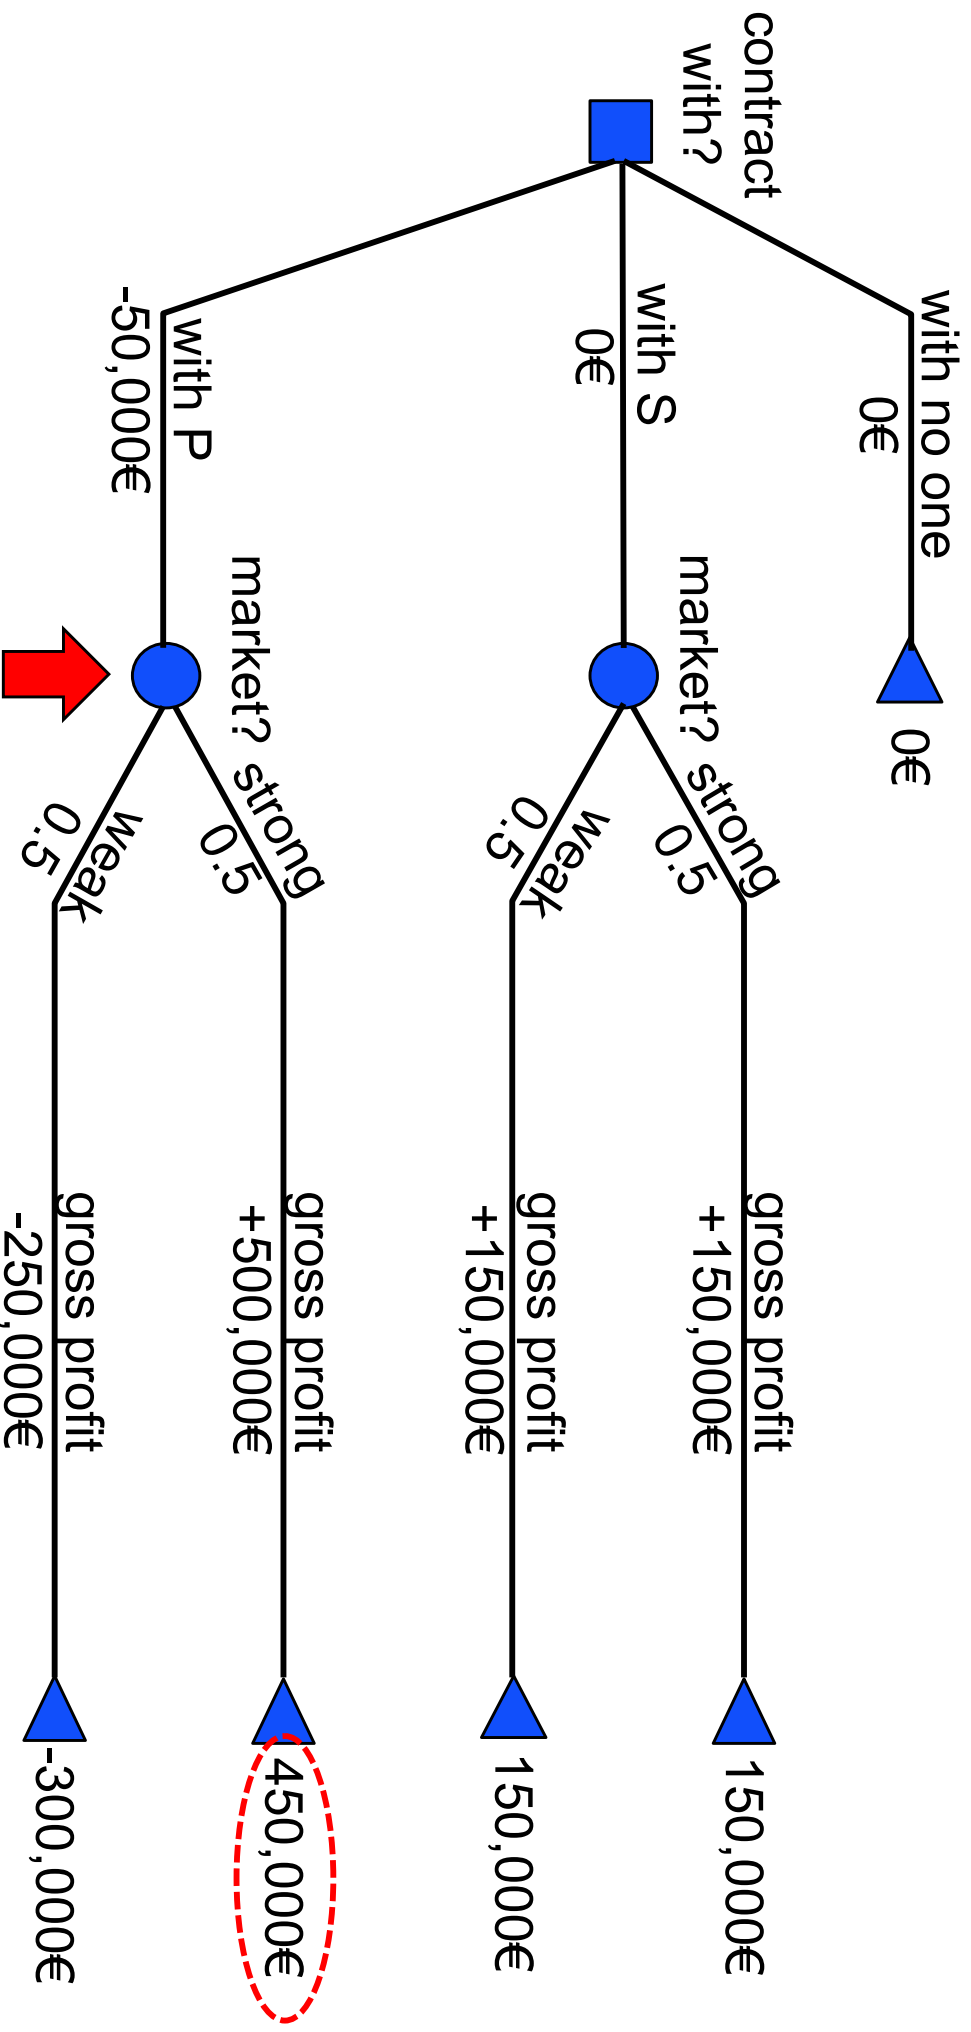 contract
with?
with no one
0€
0€
with S
0€
market?
strong
0.5
gross profit
+150,000€
150,000€
weak
0.5
gross profit
+150,000€
150,000€
with P
-50,000€
market?
strong
0.5
gross profit
+500,000€
450,000€
weak
0.5
gross profit
-250,000€
-300,000€